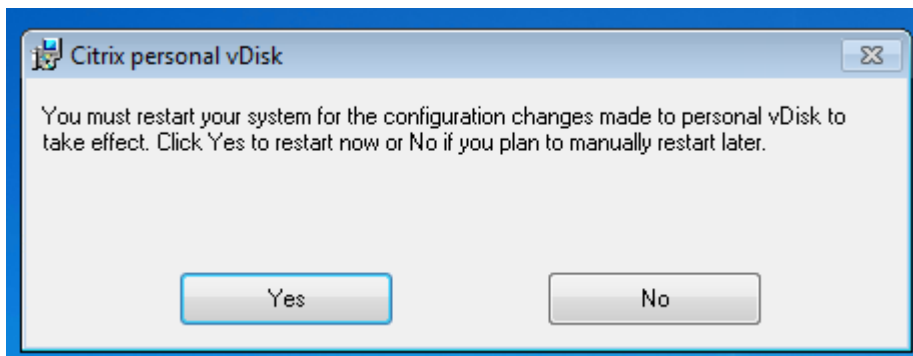 Citrix personal vDisk
You must restart your system for the configuration changes made to personal vDisk to
take effect. Click Yes to restart now or No if you plan to manually restart later.
Yes
No